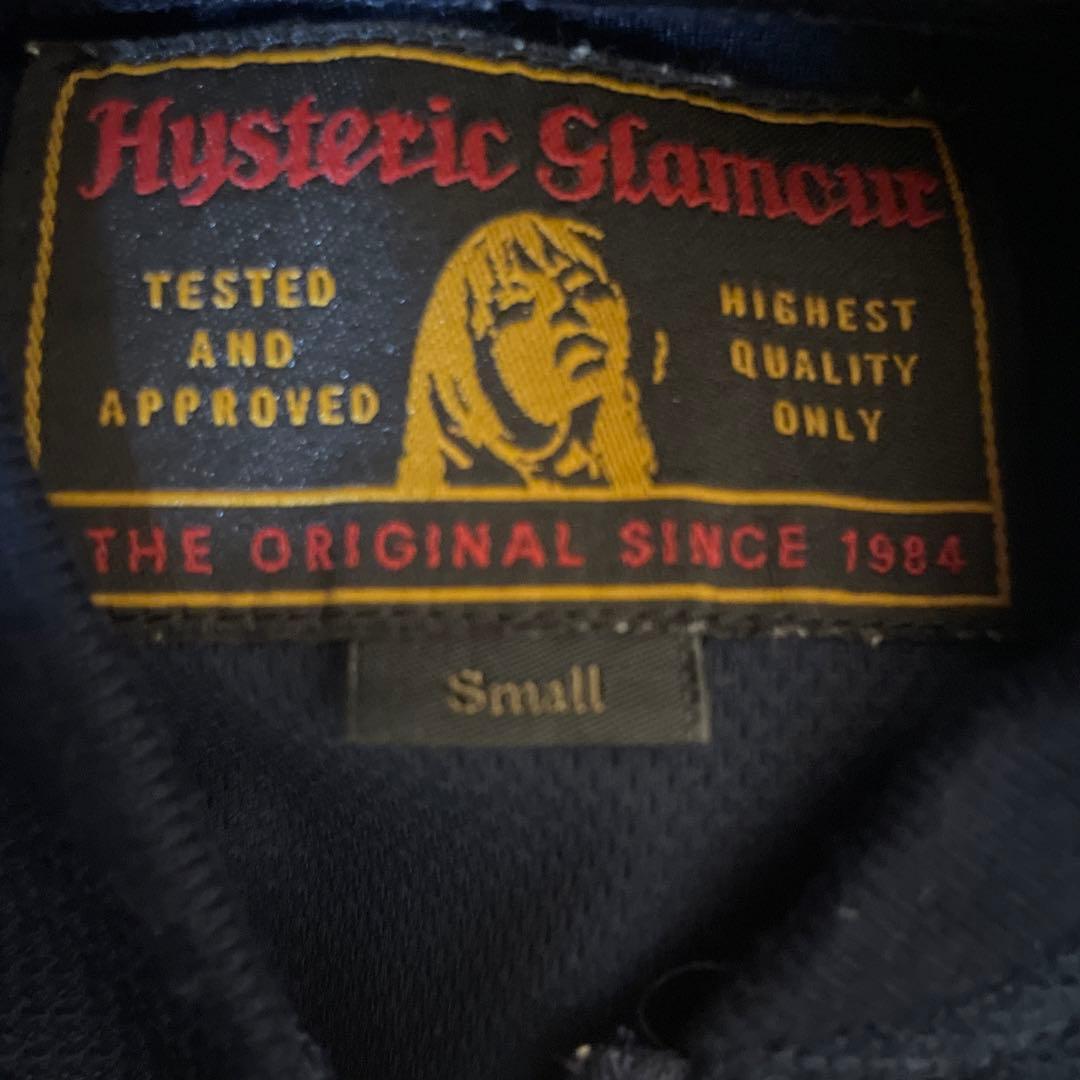 Hysteric Glamour
TESTED
AND
APPROVED
HIGHEST
QUALITY
ONLY
THE ORIGINAL SINCE 1984
Small